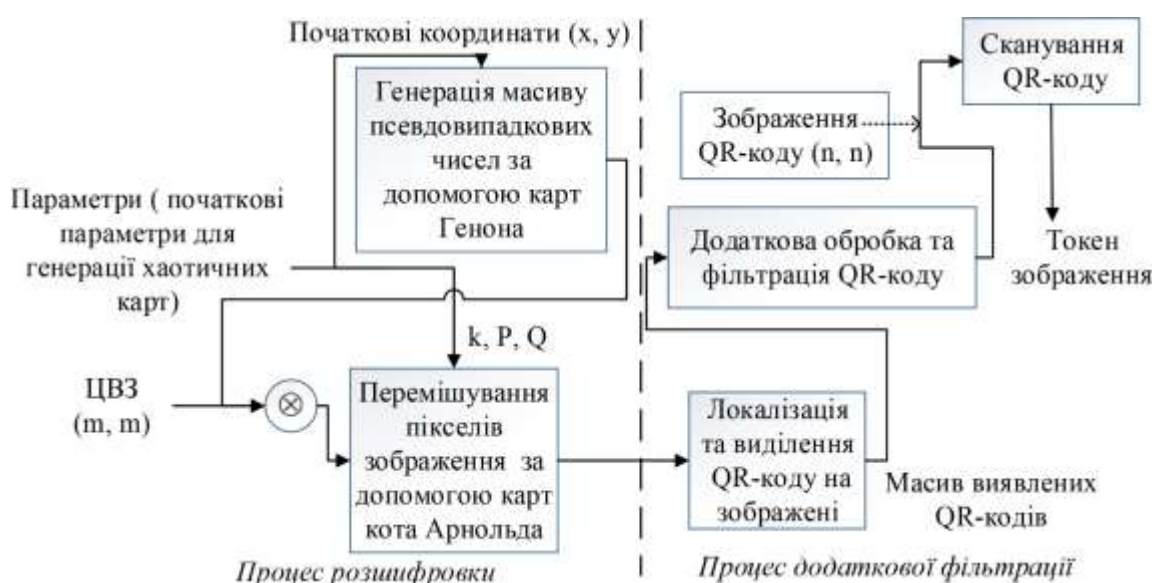 Початкові координати (x, y)
Генерація масиву
псевдовипадкових
чисел за
допомогою карт
Генона
Параметри ( початкові
параметри для
генерації хаотичних
карт)
k, P, Q
ЦВЗ
(m, m)
Перемішування
пікселів
зображення за
допомогою карт
кота Арнольда
Процес розшифровки
Сканування
QR-коду
Зображення
QR-коду (n, n)
Додаткова обробка та
фільтрація QR-коду
Токен
зображення
Локалізація
та виділення
QR-коду на
зображені
Масив виявлених
QR-кодів
Процес додаткової фільтрації